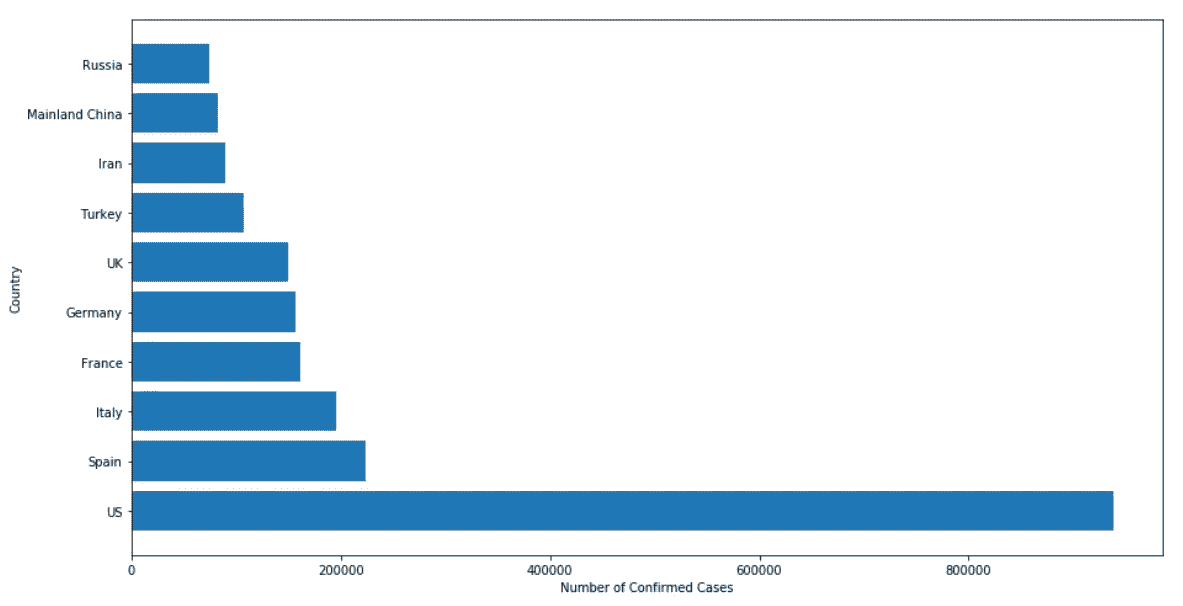 Russia
Mainland China
Iran
Turkey
UK
Germany
France
Italy
Spain
US
Country
0 200000 400000 600000 800000
Number of Confirmed Cases